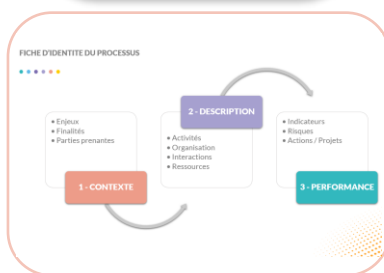 FICHE D'IDENTITE DU PROCESSUS
• Enjeux
• Finalités
• Parties prenantes
1 - CONTEXTE
2 - DESCRIPTION
• Activités
• Organisation
• Interactions
• Ressources
• Indicateurs
• Risques
• Actions / Projets
3 - PERFORMANCE